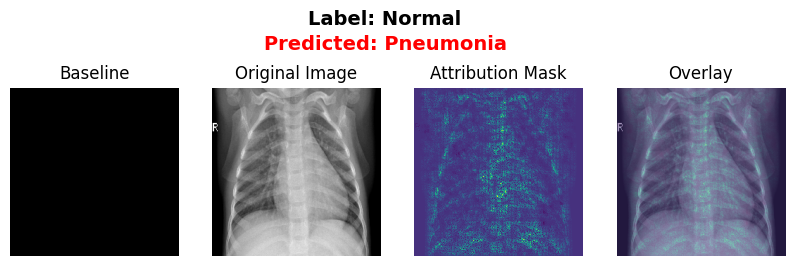 Label: Normal
Predicted: Pneumonia
Baseline
Original Image
Attribution Mask
Overlay
R
R